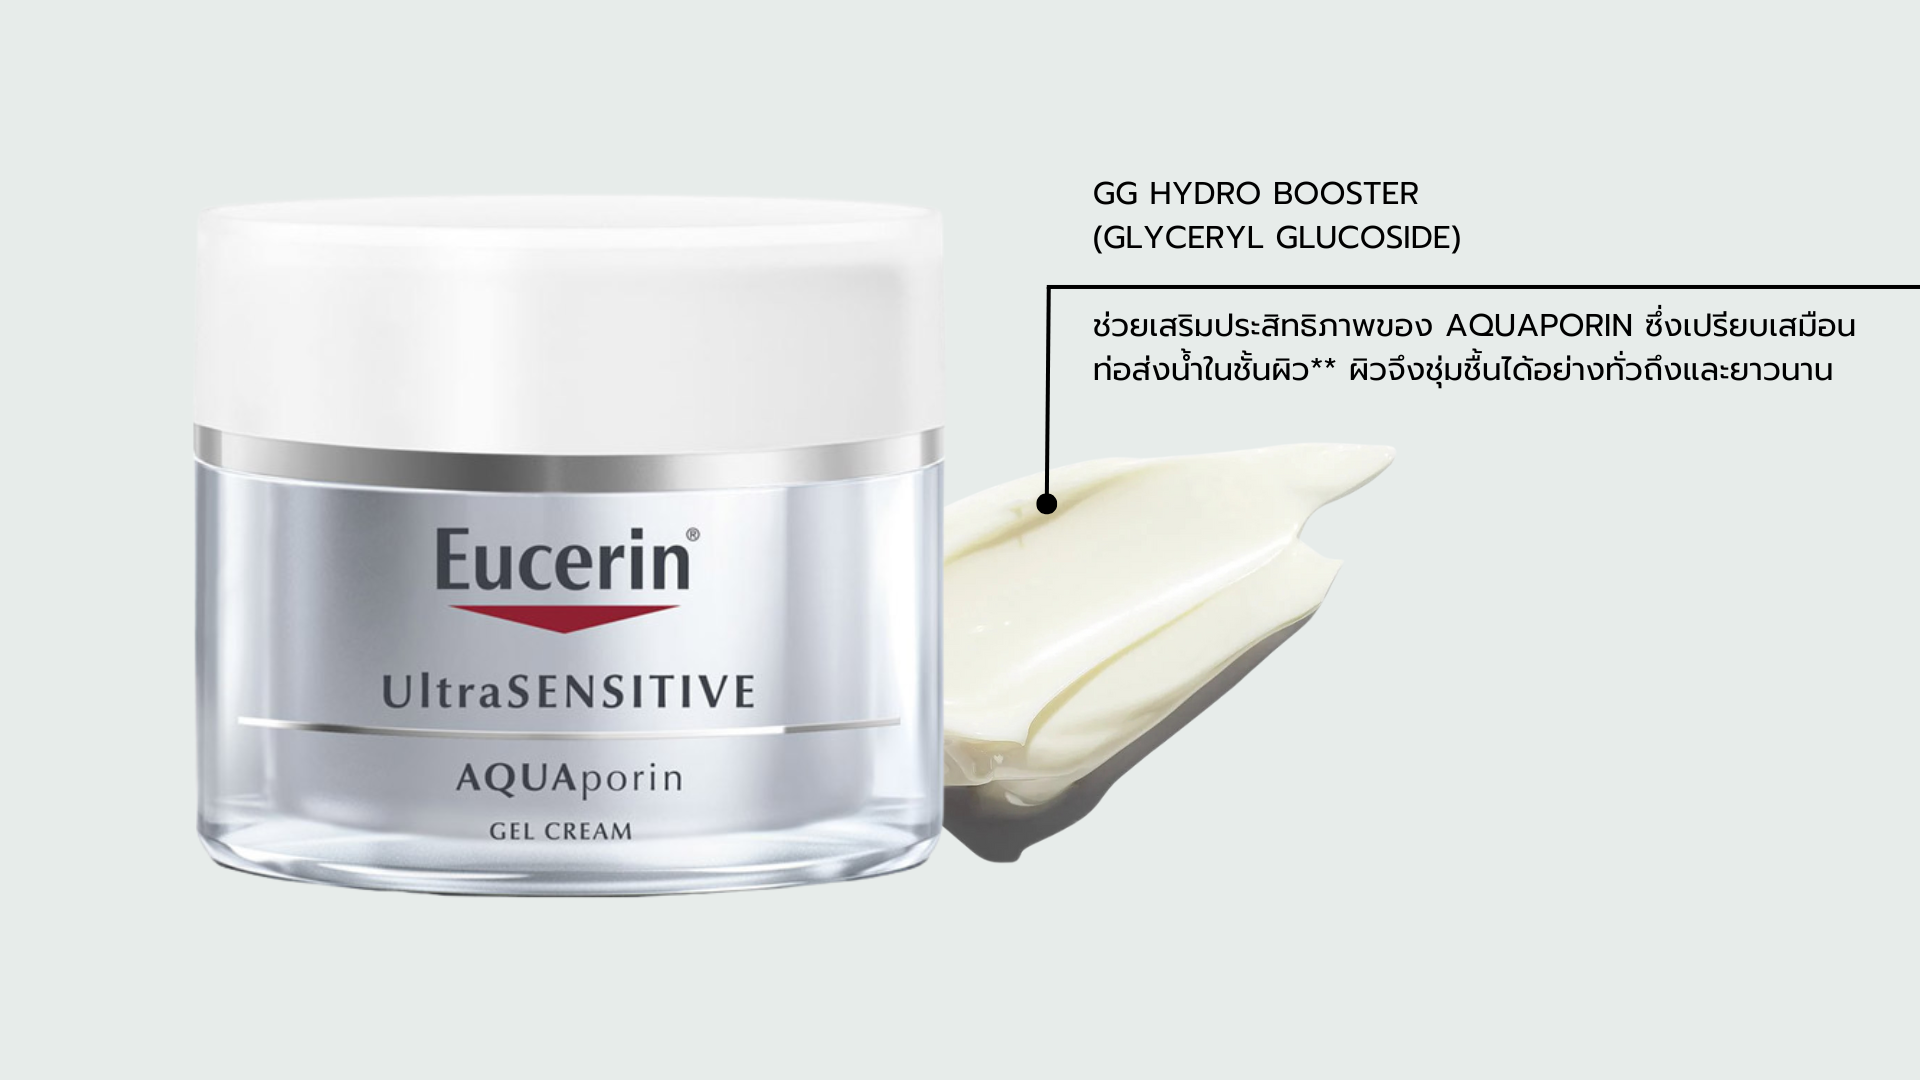 GG HYDRO BOOSTER
(GLYCERYL GLUCOSIDE)
ช่วยเสริมประสิทธิภาพของ AQUAPORIN ซึ่งเปรียบเสมือน
ท่อส่งน้ำในชั้นผิว** ผิวจึงชุ่มชื้นได้อย่างทั่วถึงและยาวนาน
Eucerin®
UltraSENSITIVE
AQUAporin
GEL CREAM